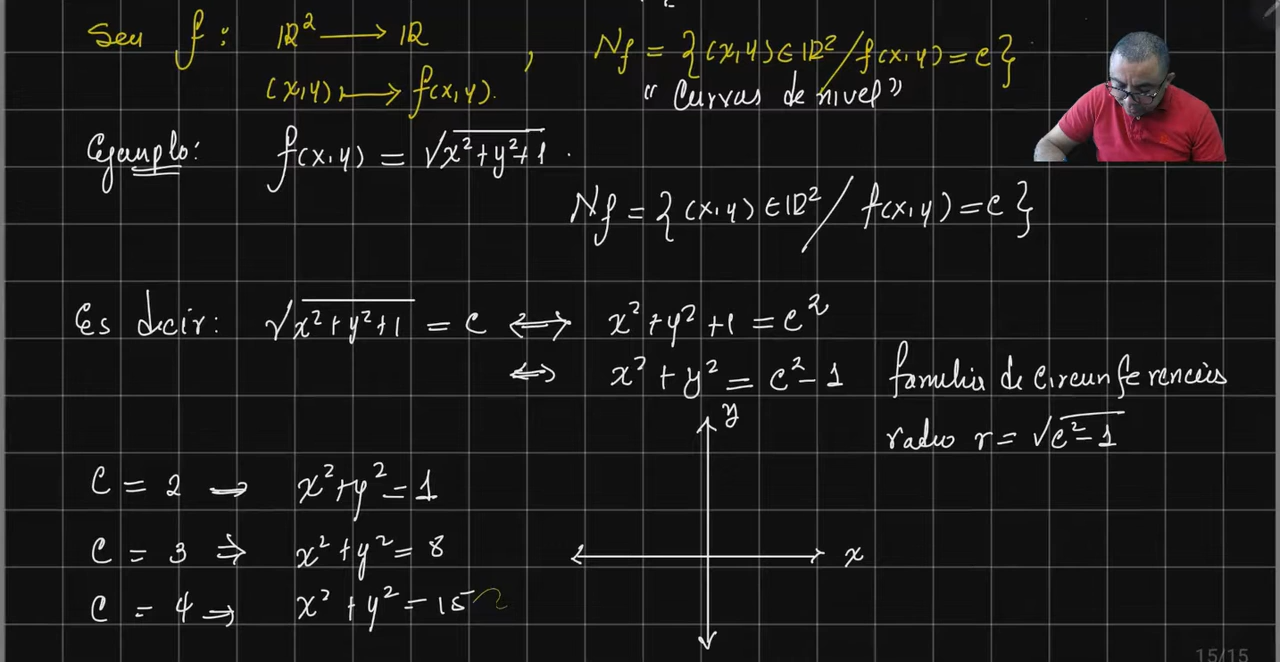 Sea f: ℝ² ⟶ ℝ , N_f = {(x,y) ∈ ℝ² / f(x,y) = c}
(x,y) ⟼ f(x,y). "Curvas de nivel"
Ejemplo: f(x,y) = √(x²+y²+1) .
N_f = {(x,y) ∈ ℝ² / f(x,y) = c}
Es decir: √(x²+y²+1) = c ⟺ x²+y²+1 = c²
⟺ x²+y² = c²-1 familia de circunferencias
y
radio r = √(c²-1)
C = 2 ⟹ x²+y² = 1
C = 3 ⟹ x²+y² = 8
x
C = 4 ⟹ x²+y² = 15
15/15